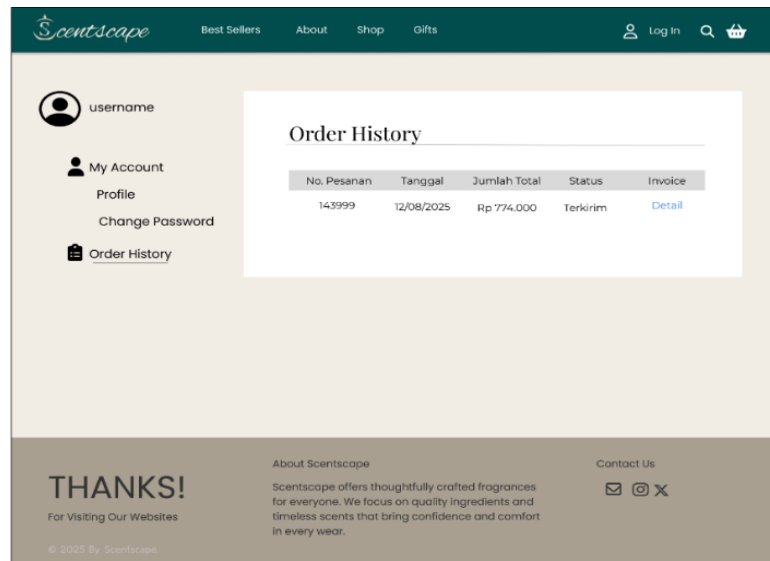 Scentscape
Best Sellers About Shop Gifts Log In
username
My Account
Profile
Change Password
Order History
Order History
No. Pesanan Tanggal Jumlah Total Status Invoice
143999 12/08/2025 Rp 774.000 Terkirim Detail
THANKS!
For Visiting Our Websites
© 2025 By Scentscape.
About Scentscape
Scentscape offers thoughtfully crafted fragrances
for everyone. We focus on quality ingredients and
timeless scents that bring confidence and comfort
in every wear.
Contact Us